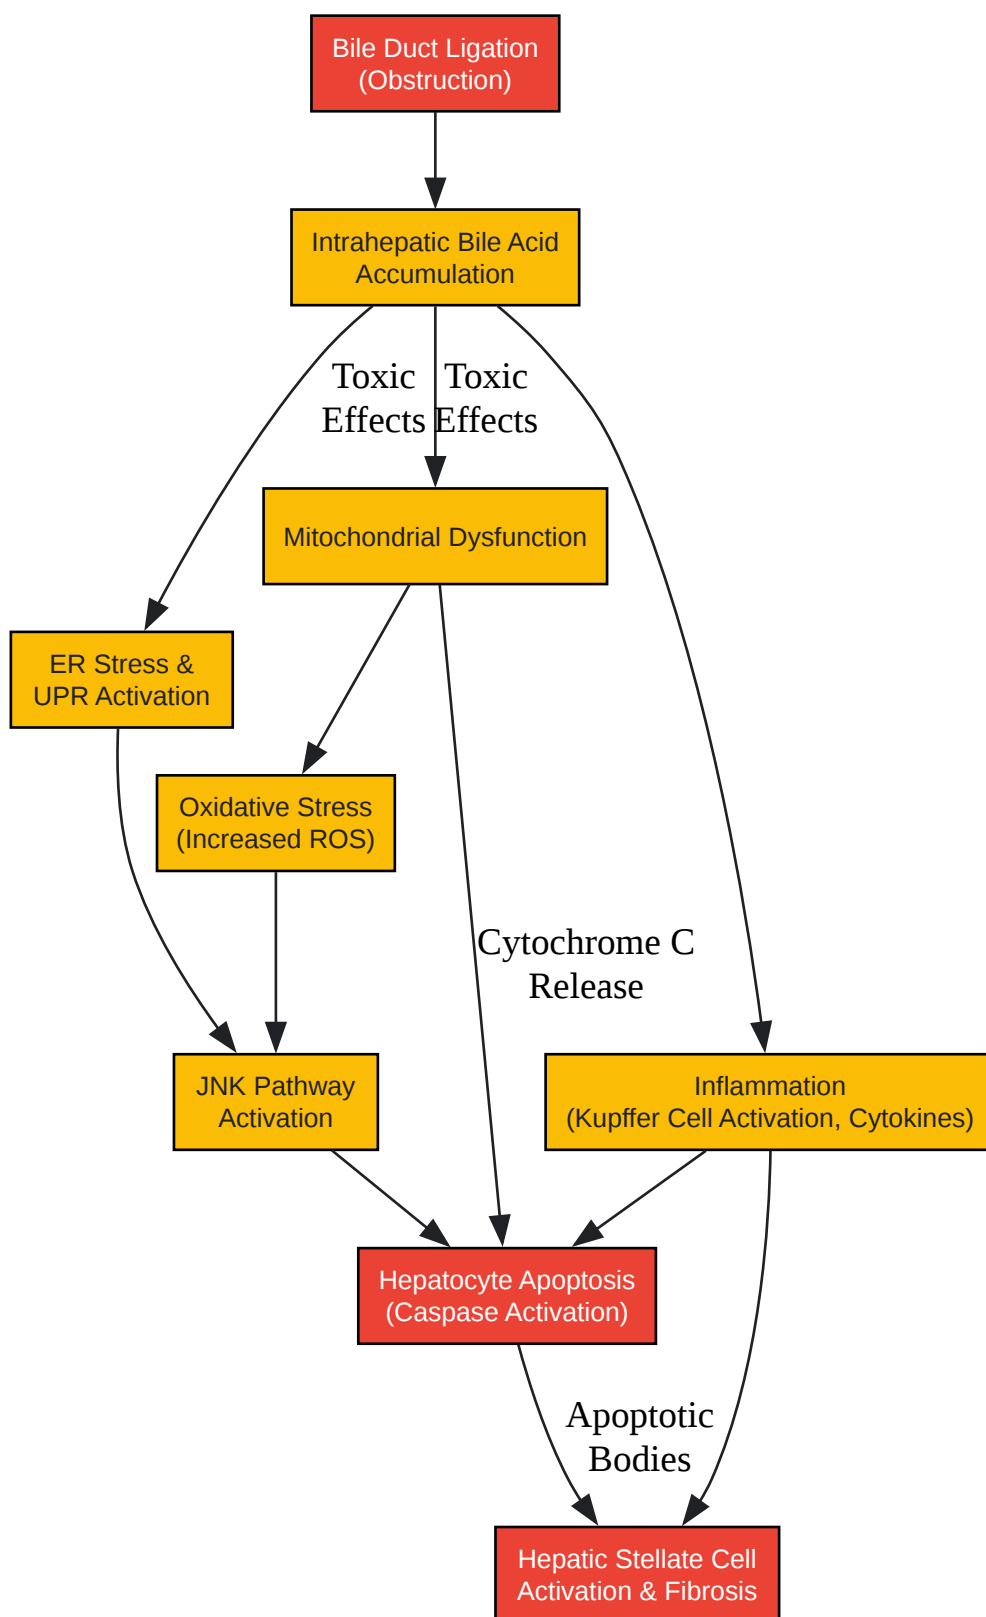 Bile Duct Ligation
(Obstruction)
Intrahepatic Bile Acid
Accumulation
Toxic
Effects
Toxic
Effects
Mitochondrial Dysfunction
ER Stress &
UPR Activation
Oxidative Stress
(Increased ROS)
Cytochrome C
Release
JNK Pathway
Activation
Inflammation
(Kupffer Cell Activation, Cytokines)
Hepatocyte Apoptosis
(Caspase Activation)
Apoptotic
Bodies
Hepatic Stellate Cell
Activation & Fibrosis